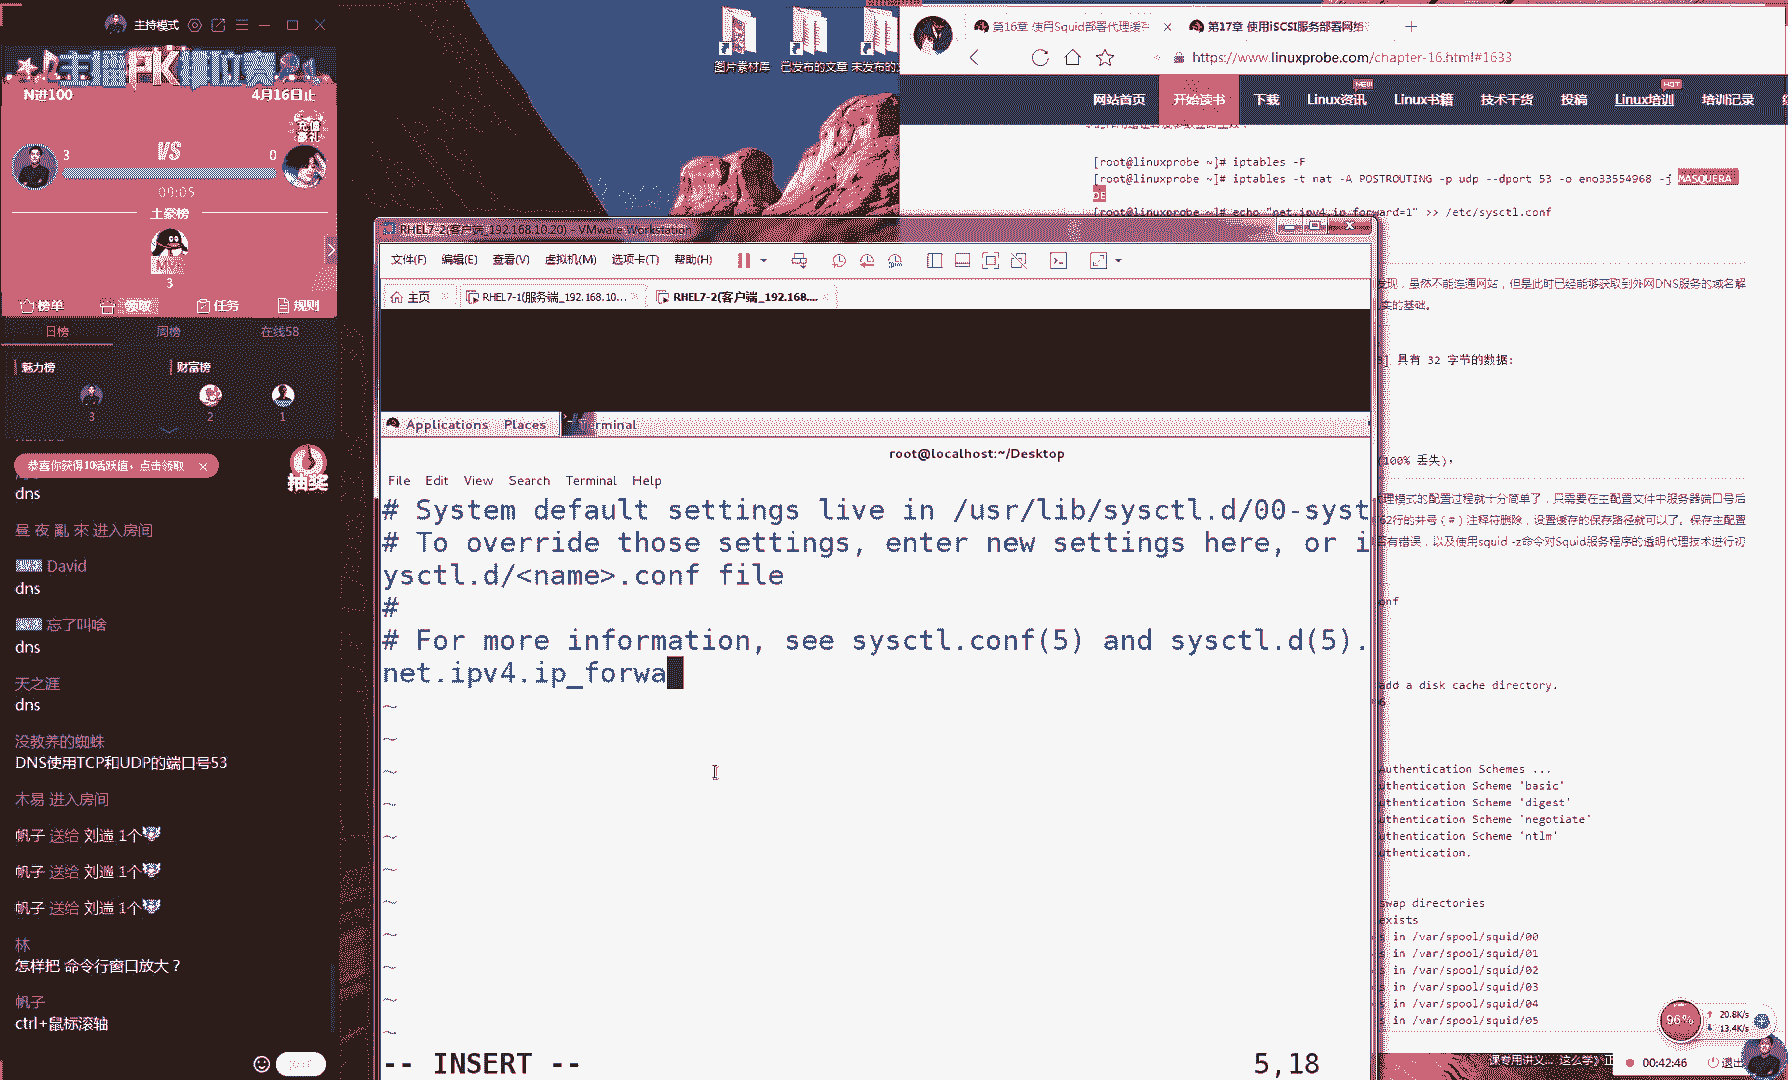 主持模式
主播PK排位赛
N进100
4月16日止
充值
豪礼
3
VS
0
09:05
土豪榜
3
榜单
领取
任务
规则
日榜
周榜
在线58
魅力榜
财富榜
3
2
1
恭喜你获得10活跃值，点击领取
抽奖
dns
昼 夜 亂 來 进入房间
David
dns
忘了叫啥
dns
天之涯
dns
没教养的蜘蛛
DNS使用TCP和UDP的端口号53
木易 进入房间
帆子 送给 刘遄 1个
帆子 送给 刘遄 1个
帆子 送给 刘遄 1个
林
怎样把 命令行窗口放大？
帆子
ctrl+鼠标滚轴
图片素材库
已发布的文章
未发布的文
第16章 使用Squid部署代理缓存
第17章 使用iSCSI服务部署网络
https://www.linuxprobe.com/chapter-16.html#1633
网站首页
开始读书
下载
Linux资讯
NEW
Linux书籍
技术干货
投稿
Linux培训
HOT
培训记录
[root@linuxprobe ~]# iptables -F
[root@linuxprobe ~]# iptables -t nat -A POSTROUTING -p udp --dport 53 -o eno33554968 -j MASQUERA
DE
[root@linuxprobe ~]# echo "net.ipv4.ip_forward=1" >> /etc/sysctl.conf
发现，虽然不能连通网站，但是此时已经能够获取到外网DNS服务的域名解
的基础。
具有 32 字节的数据:
(100% 丢失)，
理模式的配置过程就十分简单了，只需要在主配置文件中服务器端口号后
62行的井号（#）注释符删除，设置缓存的保存路径就可以了。保存主配置
有错误，以及使用squid -z命令对Squid服务程序的透明代理技术进行初
onf
add a disk cache directory.
Authentication Schemes ...
uthentication Scheme 'basic'
uthentication Scheme 'digest'
uthentication Scheme 'negotiate'
uthentication Scheme 'ntlm'
uthentication.
swap directories
exists
s in /var/spool/squid/00
s in /var/spool/squid/01
s in /var/spool/squid/02
s in /var/spool/squid/03
s in /var/spool/squid/04
s in /var/spool/squid/05
RHEL7-2(客户端_192.168.10.20) - VMware Workstation
文件(F) 编辑(E) 查看(V) 虚拟机(M) 选项卡(T) 帮助(H)
主页
RHEL7-1(服务端_192.168.10...
RHEL7-2(客户端_192.168....
Applications Places Terminal
root@localhost:~/Desktop
File Edit View Search Terminal Help
# System default settings live in /usr/lib/sysctl.d/00-syst
# To override those settings, enter new settings here, or i
ysctl.d/<name>.conf file
#
# For more information, see sysctl.conf(5) and sysctl.d(5).
net.ipv4.ip_forwa
~
~
~
~
~
~
~
~
~
~
~
-- INSERT --
5,18
96%
20.8K/s
13.4K/s
00:42:46
退出